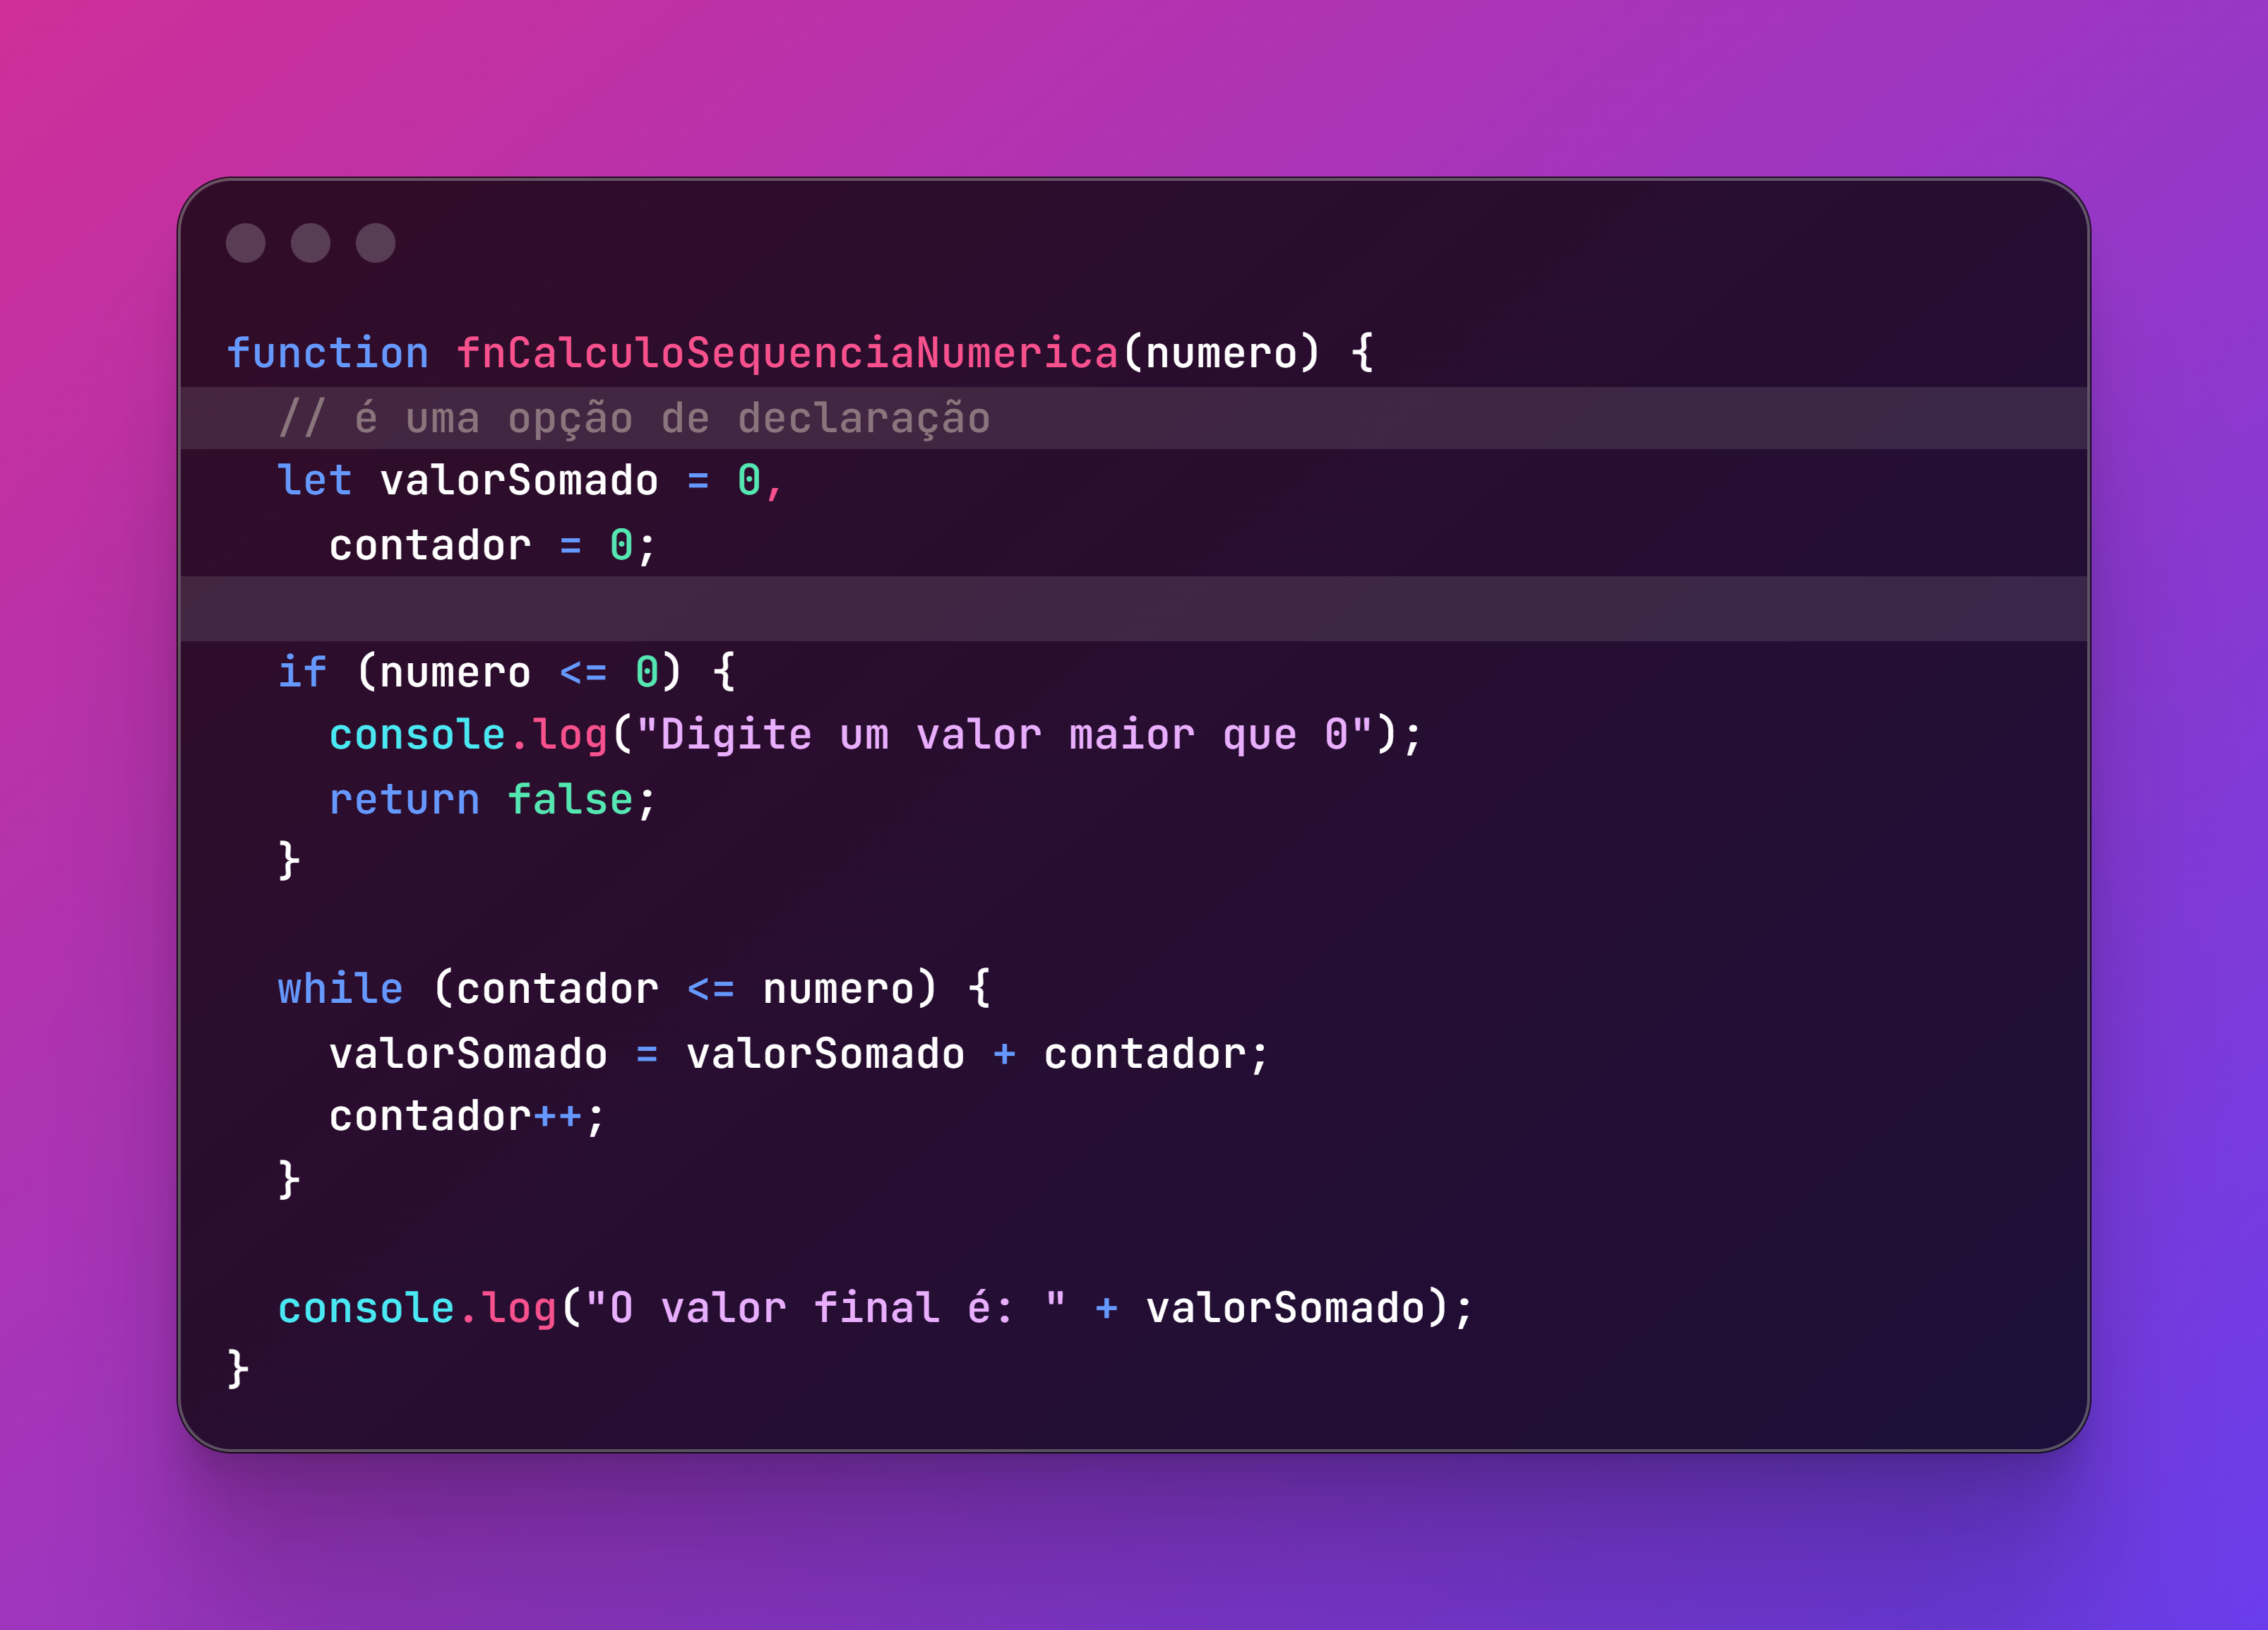 function fnCalculoSequenciaNumerica(numero) {
  // é uma opção de declaração
  let valorSomado = 0,
    contador = 0;

  if (numero <= 0) {
    console.log("Digite um valor maior que 0");
    return false;
  }

  while (contador <= numero) {
    valorSomado = valorSomado + contador;
    contador++;
  }

  console.log("O valor final é: " + valorSomado);
}